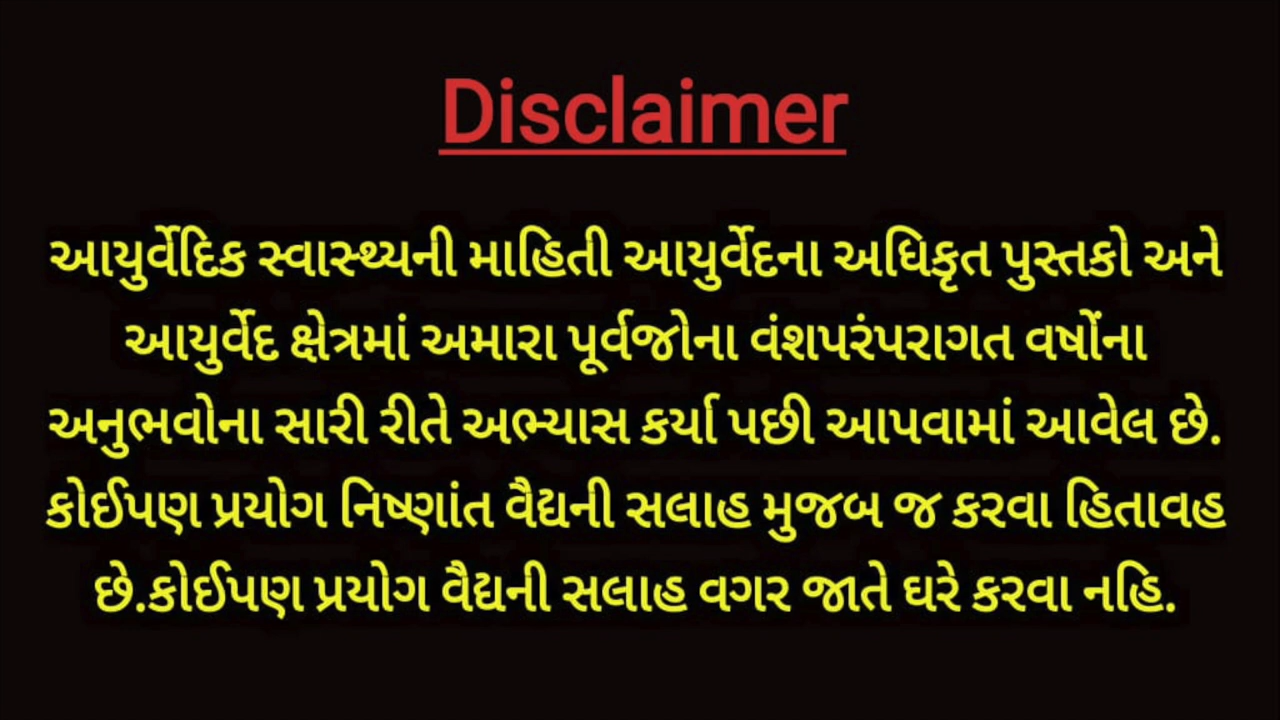 Disclaimer
આયુર્વેદિક સ્વાસ્થ્યની માહિતી આયુર્વેદના અધિકૃત પુસ્તકો અને
આયુર્વેદ ક્ષેત્રમાં અમારા પૂર્વજોના વંશપરંપરાગત વર્ષોના
અનુભવોના સારી રીતે અભ્યાસ કર્યા પછી આપવામાં આવેલ છે.
કોઈપણ પ્રયોગ નિષ્ણાંત વૈદ્યની સલાહ મુજબ જ કરવા હિતાવહ
છે.કોઈપણ પ્રયોગ વૈદ્યની સલાહ વગર જાતે ઘરે કરવા નહિ.